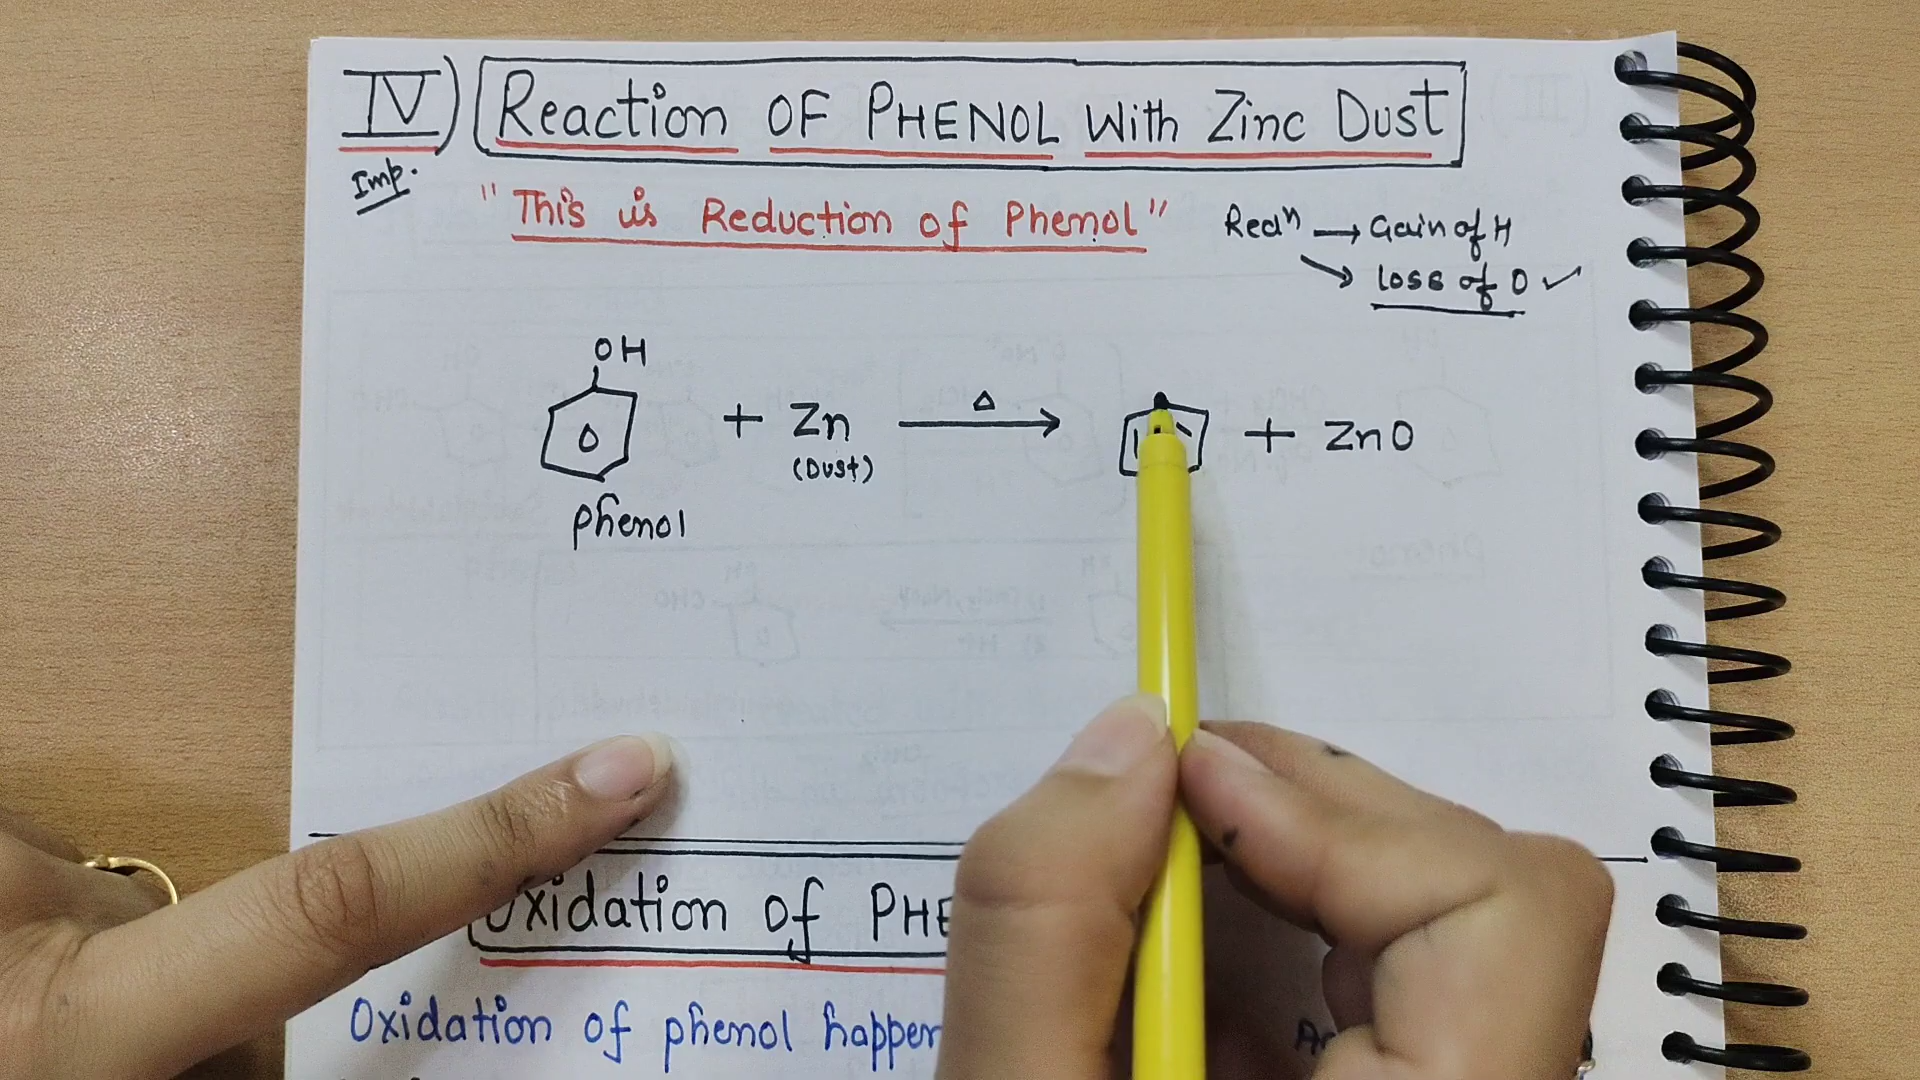 IV) Reaction OF PHENOL With Zinc Dust
Imp.
"This is Reduction of Phenol"
Redⁿ → Gain of H
↘ Loss of O ✓
OH
+ Zn
Δ
→
+ ZnO
(Dust)
phenol
Oxidation Of PHE
Oxidation of phenol happen